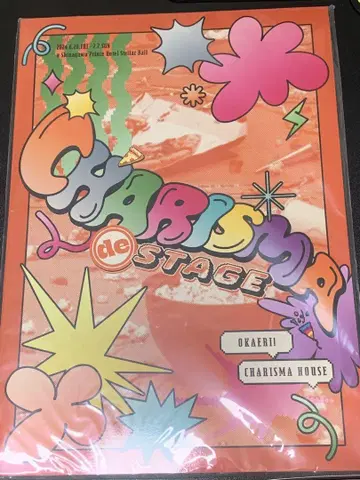 CHARISMA
de
STAGE
OKAERI!
CHARISMA HOUSE